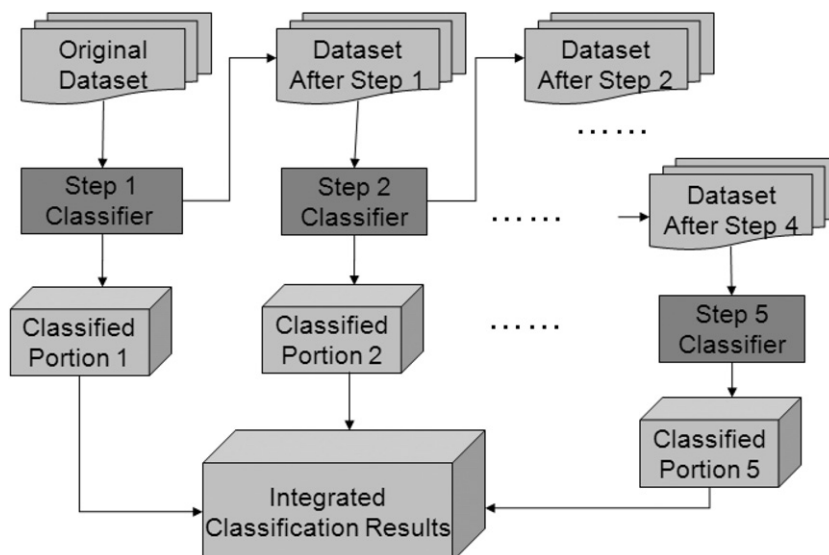 Original
Dataset
Dataset
After Step 1
Dataset
After Step 2
......
Step 1
Classifier
Step 2
Classifier
......
Dataset
After Step 4
Classified
Portion 1
Classified
Portion 2
......
Step 5
Classifier
Classified
Portion 5
Integrated
Classification Results